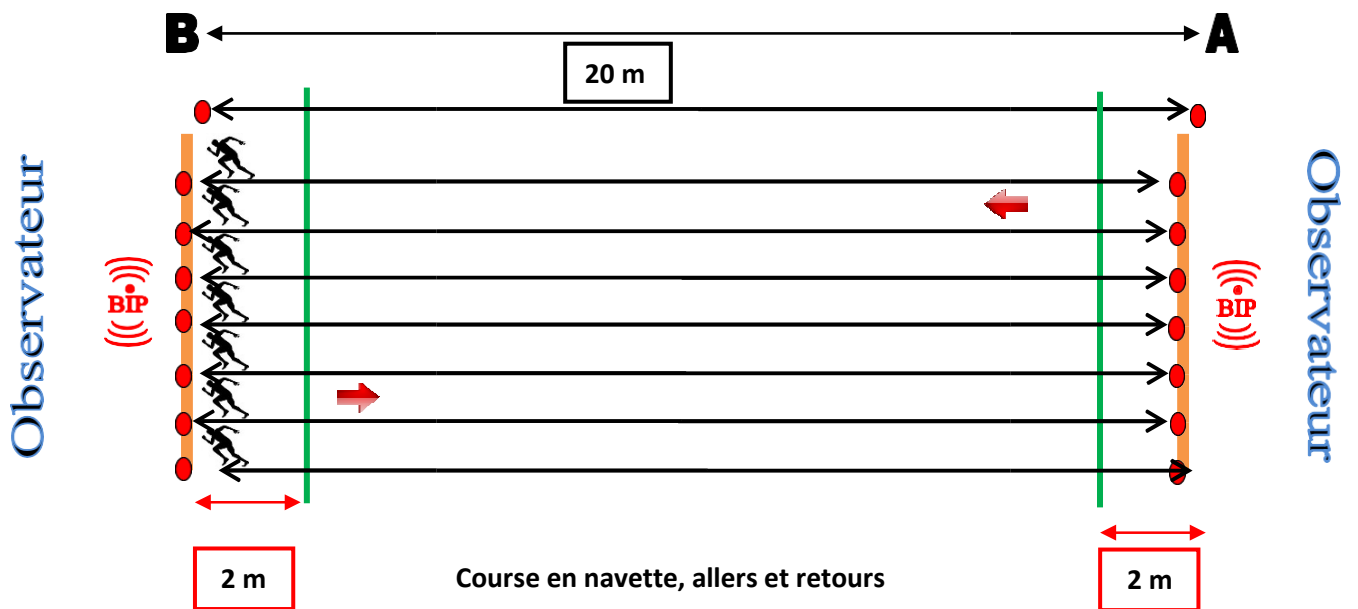 B
A
20 m
Observateur
Observateur
BIP
BIP
2 m
Course en navette, allers et retours
2 m